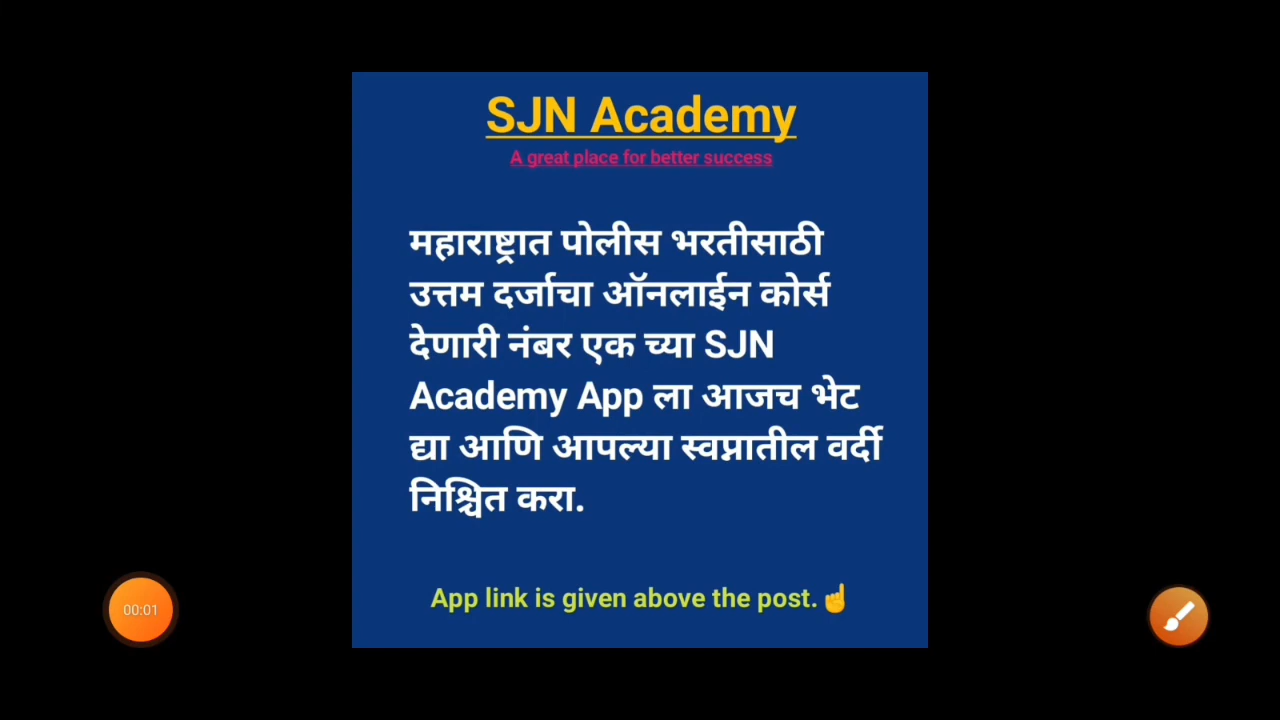 SJN Academy
A great place for better success
महाराष्ट्रात पोलीस भरतीसाठी
उत्तम दर्जाचा ऑनलाईन कोर्स
देणारी नंबर एक च्या SJN
Academy App ला आजच भेट
द्या आणि आपल्या स्वप्नातील वर्दी
निश्चित करा.
App link is given above the post.☝
00:01